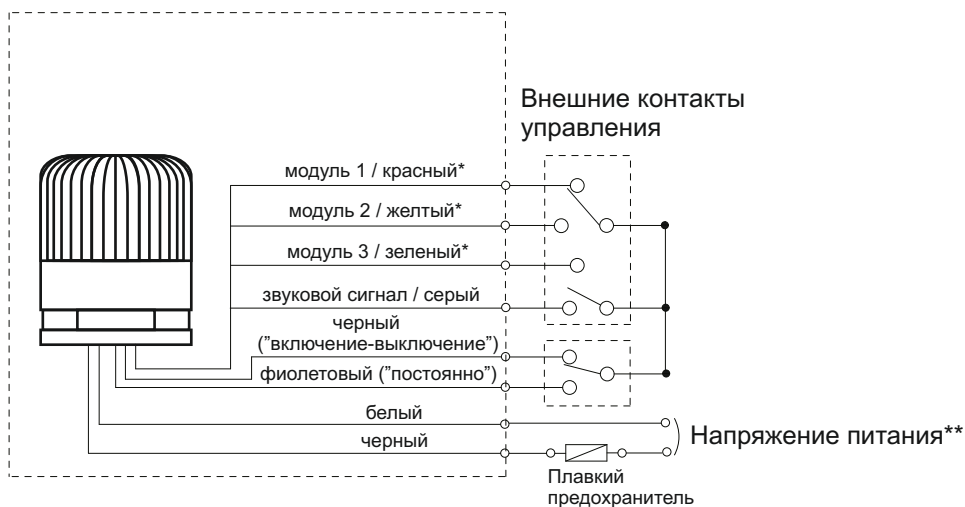 Внешние контакты
управления
модуль 1 / красный*
модуль 2 / желтый*
модуль 3 / зеленый*
звуковой сигнал / серый
черный
(”включение-выключение”)
фиолетовый (”постоянно”)
белый
черный
Напряжение питания**
Плавкий
предохранитель